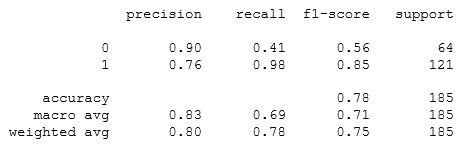 precision recall f1-score support
0 0.90 0.41 0.56 64
1 0.76 0.98 0.85 121
accuracy 0.78 185
macro avg 0.83 0.69 0.71 185
weighted avg 0.80 0.78 0.75 185